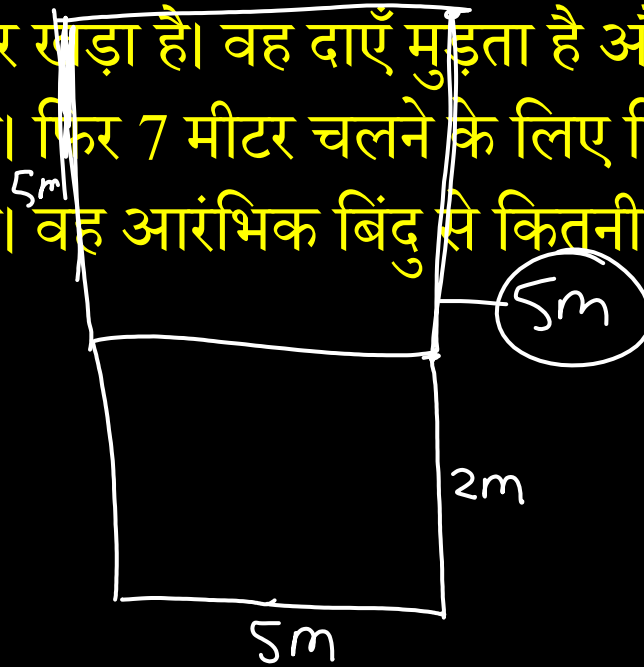 र खड़ा है। वह दाएँ मुड़ता है औ
। फिर 7 मीटर चलने के लिए ि
5m
। वह आरंभिक बिंदु से कितनी
5m
2m
5m